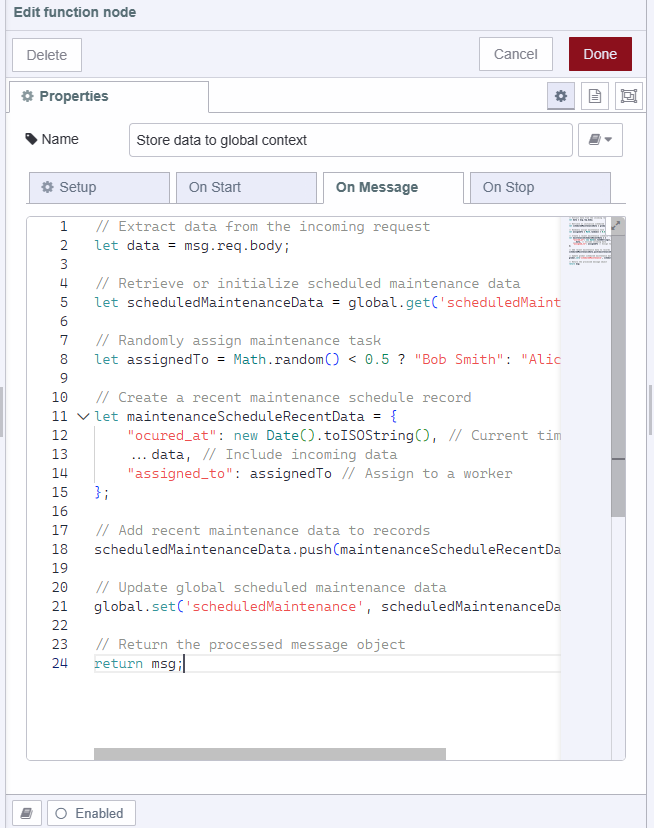 Edit function node
Delete
Cancel
Done
Properties
Name
Store data to global context
Setup
On Start
On Message
On Stop
1 // Extract data from the incoming request
2 let data = msg.req.body;
3
4 // Retrieve or initialize scheduled maintenance data
5 let scheduledMaintenanceData = global.get('scheduledMaint
6
7 // Randomly assign maintenance task
8 let assignedTo = Math.random() < 0.5 ? "Bob Smith": "Alic
9
10 // Create a recent maintenance schedule record
11 let maintenanceScheduleRecentData = {
12 "ocured_at": new Date().toISOString(), // Current tim
13 ...data, // Include incoming data
14 "assigned_to": assignedTo // Assign to a worker
15 };
16
17 // Add recent maintenance data to records
18 scheduledMaintenanceData.push(maintenanceScheduleRecentDa
19
20 // Update global scheduled maintenance data
21 global.set('scheduledMaintenance', scheduledMaintenanceDa
22
23 // Return the processed message object
24 return msg;
Enabled